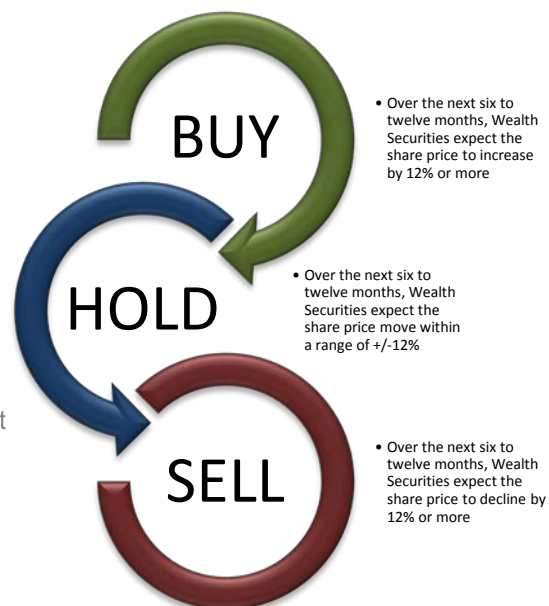 BUY
• Over the next six to
twelve months, Wealth
Securities expect the
share price to increase
by 12% or more
HOLD
• Over the next six to
twelve months, Wealth
Securities expect the
share price move within
a range of +/-12%
SELL
• Over the next six to
twelve months, Wealth
Securities expect the
share price to decline by
12% or more